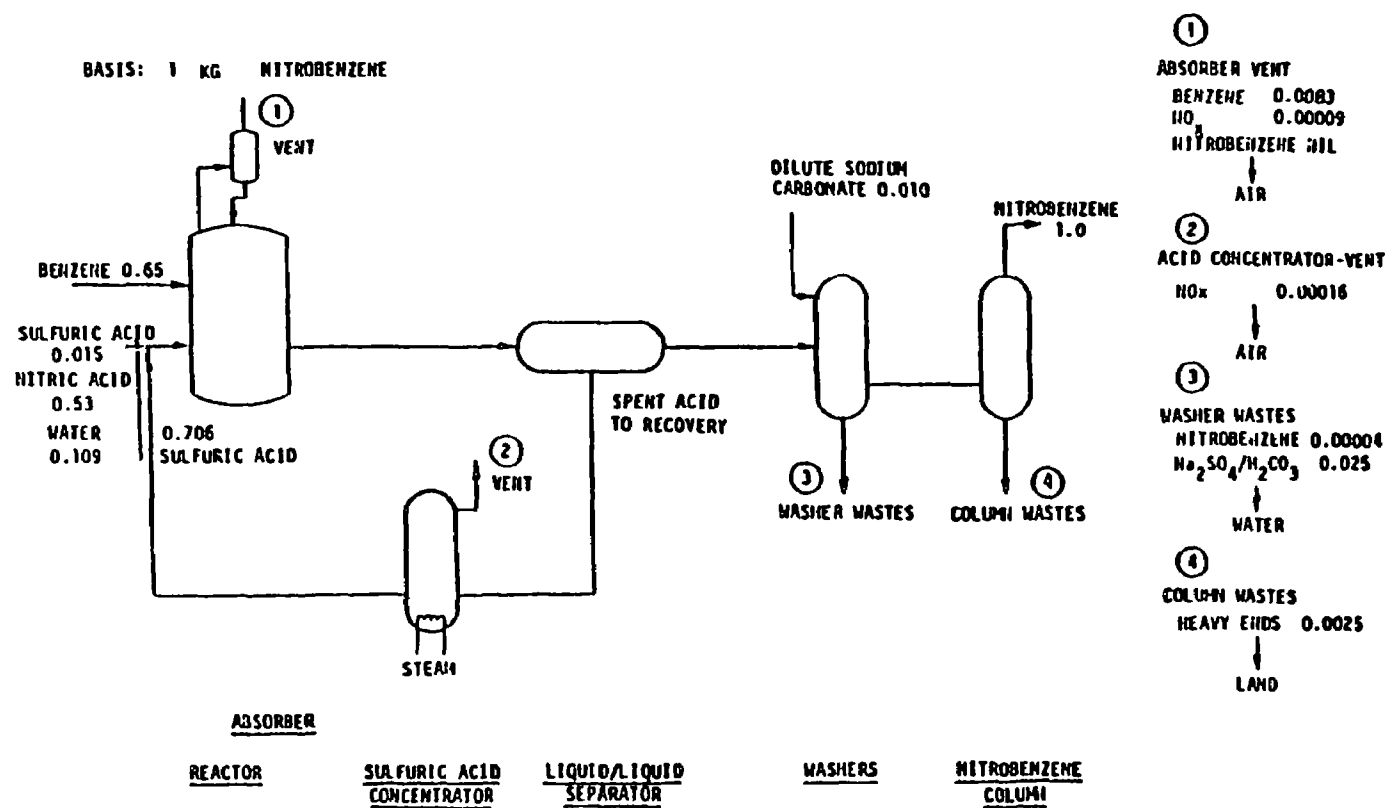 BASIS: 1 KG NITROBENZENE
1
VENT
BENZENE 0.65
SULFURIC ACID
0.015
NITRIC ACID
0.53
WATER
0.109
0.706
SULFURIC ACID
2
VENT
STEAM
SPENT ACID
TO RECOVERY
DILUTE SODIUM
CARBONATE 0.010
NITROBENZENE
1.0
3
WASHER WASTES
4
COLUMN WASTES
1
ABSORBER VENT
BENZENE 0.0083
NOx 0.00009
NITROBENZENE NIL
AIR
2
ACID CONCENTRATOR-VENT
NOx 0.00016
AIR
3
WASHER WASTES
NITROBENZENE 0.00004
Na2SO4/H2CO3 0.025
WATER
4
COLUMN WASTES
HEAVY ENDS 0.0025
LAND
ABSORBER
REACTOR
SULFURIC ACID
CONCENTRATOR
LIQUID/LIQUID
SEPARATOR
WASHERS
NITROBENZENE
COLUMN